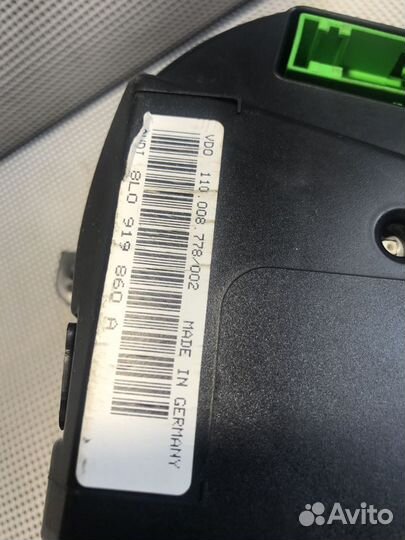 VDO 110.008.778/002
MADE IN GERMANY
8L0 919 860 A
Avito